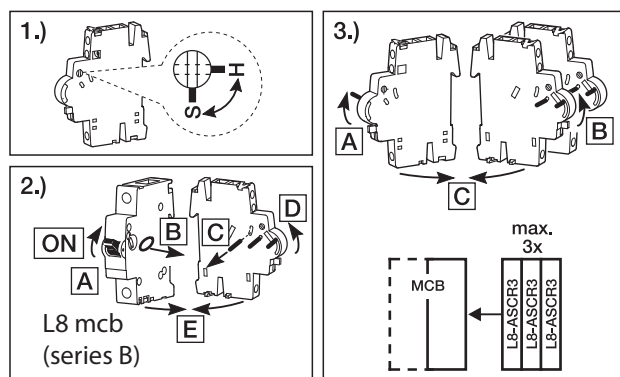 1.)
H
S
2.)
ON
A
B
C
D
E
L8 mcb
(series B)
3.)
A
B
C
max.
3x
MCB
L8-ASCR3
L8-ASCR3
L8-ASCR3